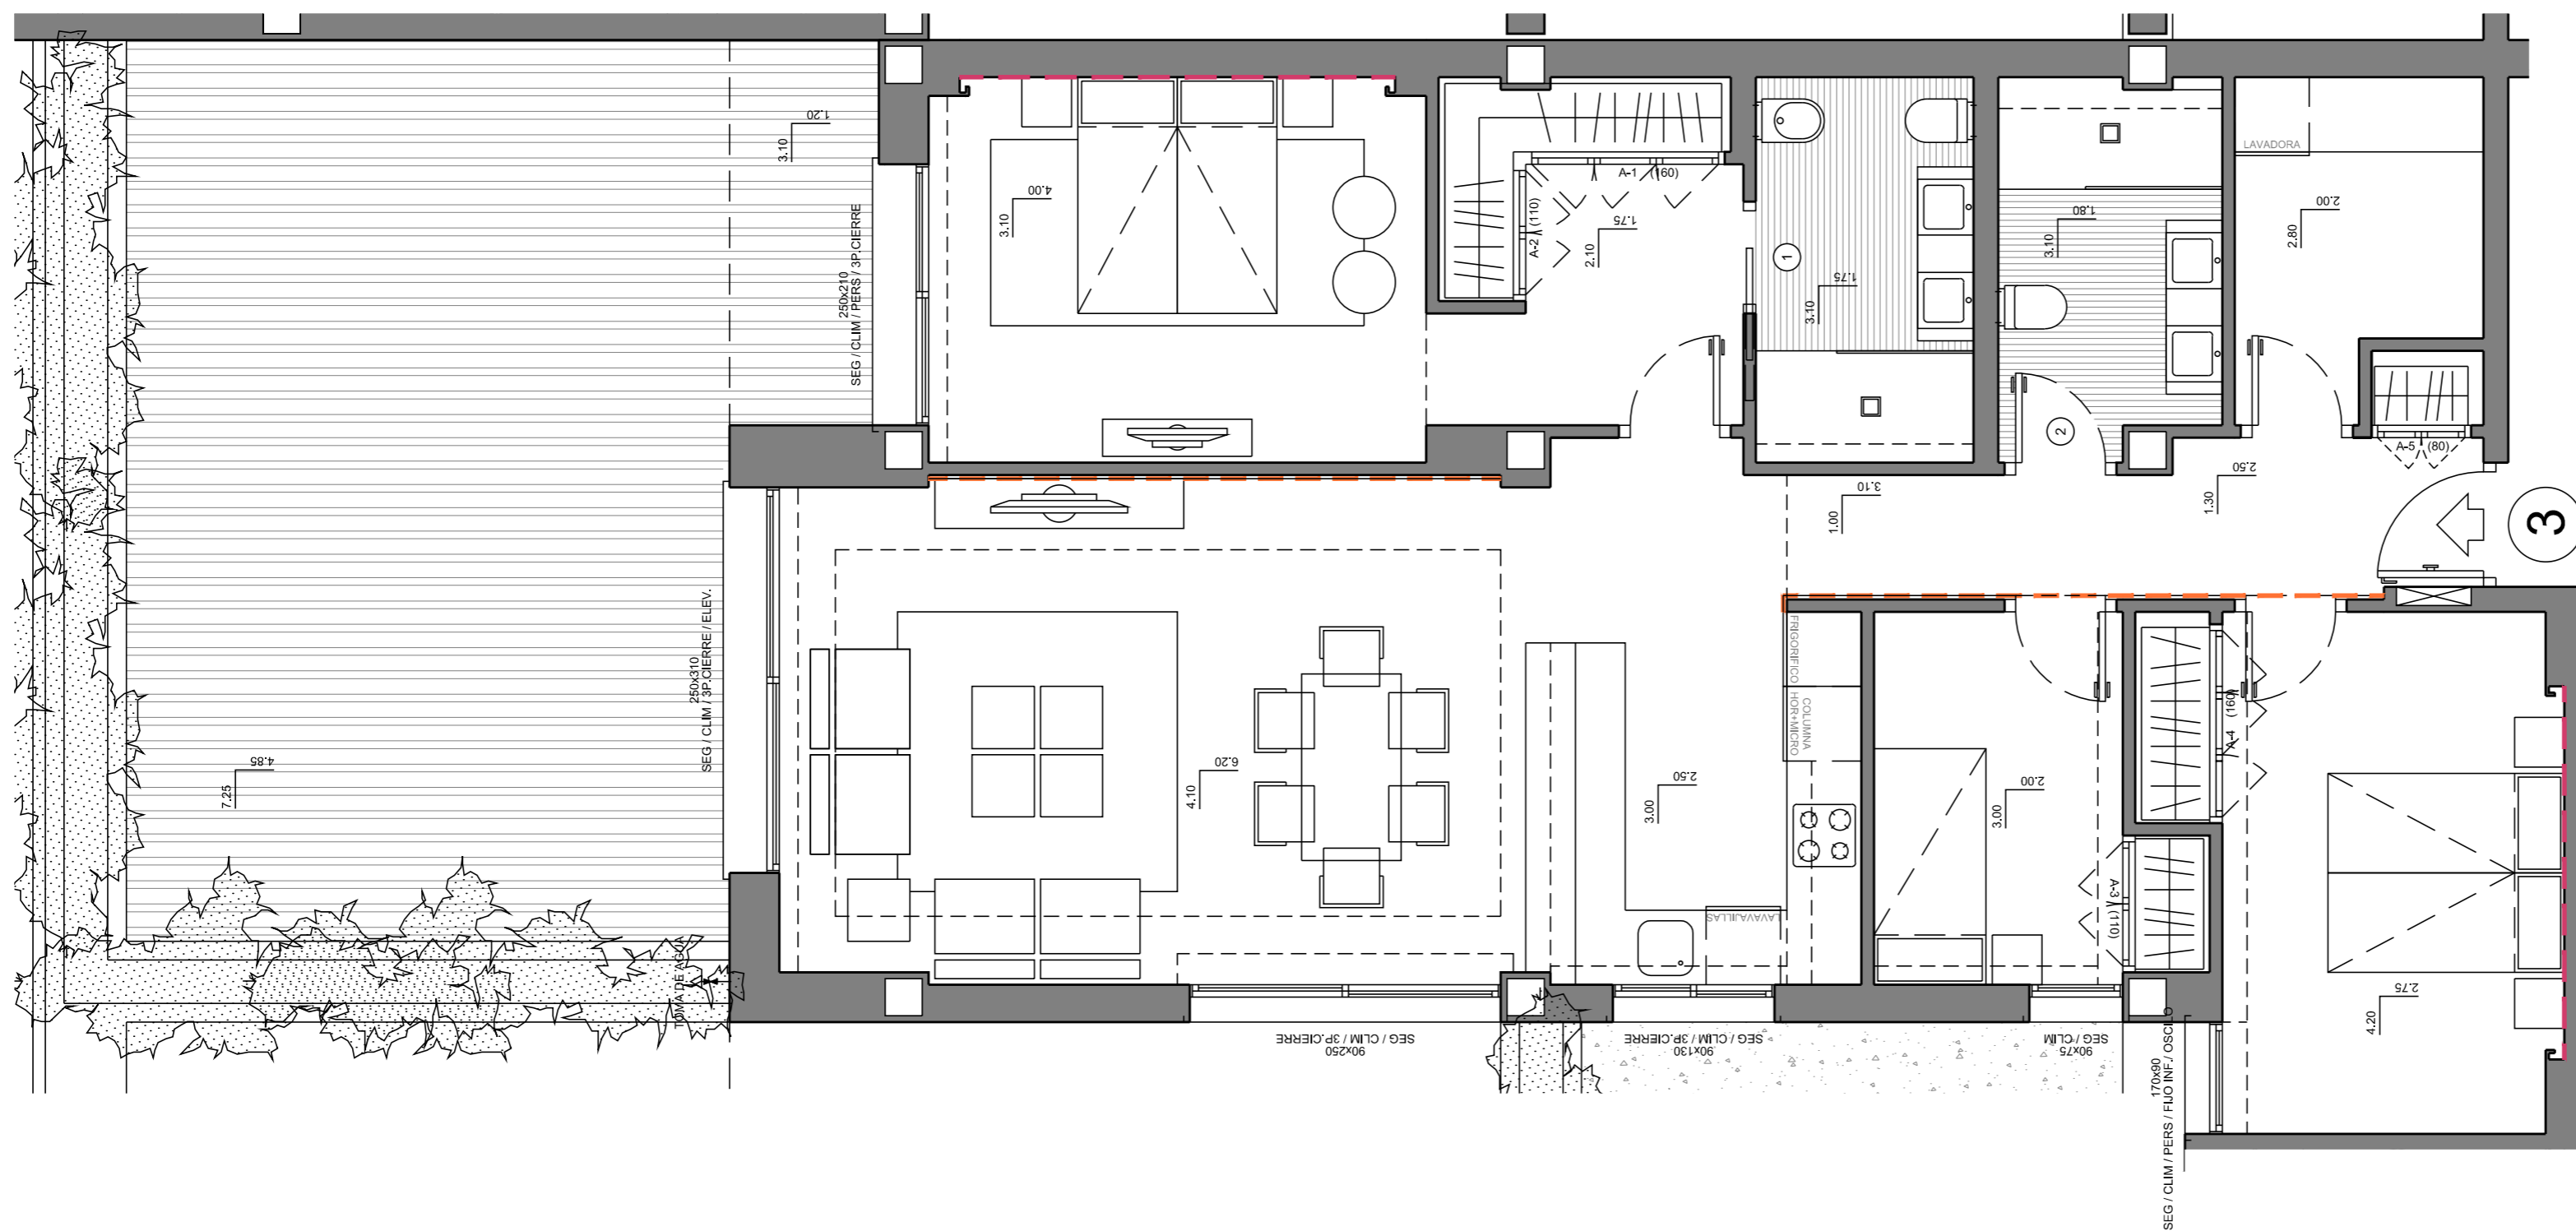 1.20
3.10
250x210
SEG / CLIM / PERS / 3P.CIERRE
4.00
3.10
A-1 (160)
A-2 (110)
1.75
2.10
1
1.75
3.10
1.80
3.10
2
LAVADORA
2.00
2.80
A-5 (80)
2.50
1.30
3.10
1.00
3
250x310
SEG / CLIM / 3P.CIERRE / ELEV.
4.85
7.25
6.20
4.10
FRIGORIFICO
COLUMNA
HOR+MICRO
2.50
3.00
LAVAVAJILLAS
2.00
3.00
A-4 (160)
A-3 (110)
2.75
4.20
TOMA DE AGUA
90x250
SEG / CLIM / 3P.CIERRE
90x130
SEG / CLIM / 3P.CIERRE
90x75
SEG / CLIM
170x90
SEG / CLIM / PERS / FIJO INF. / OSCILO